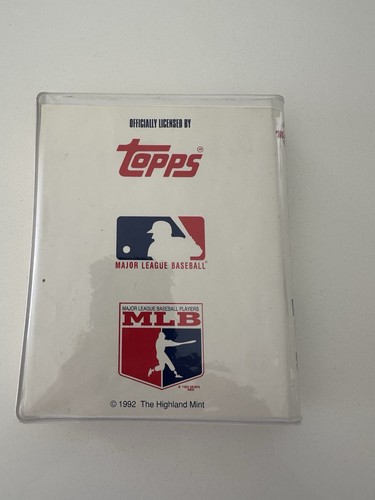 OFFICIALLY LICENSED BY
topps®
MAJOR LEAGUE BASEBALL
MAJOR LEAGUE BASEBALL PLAYERS
MLB
© 1992 The Highland Mint